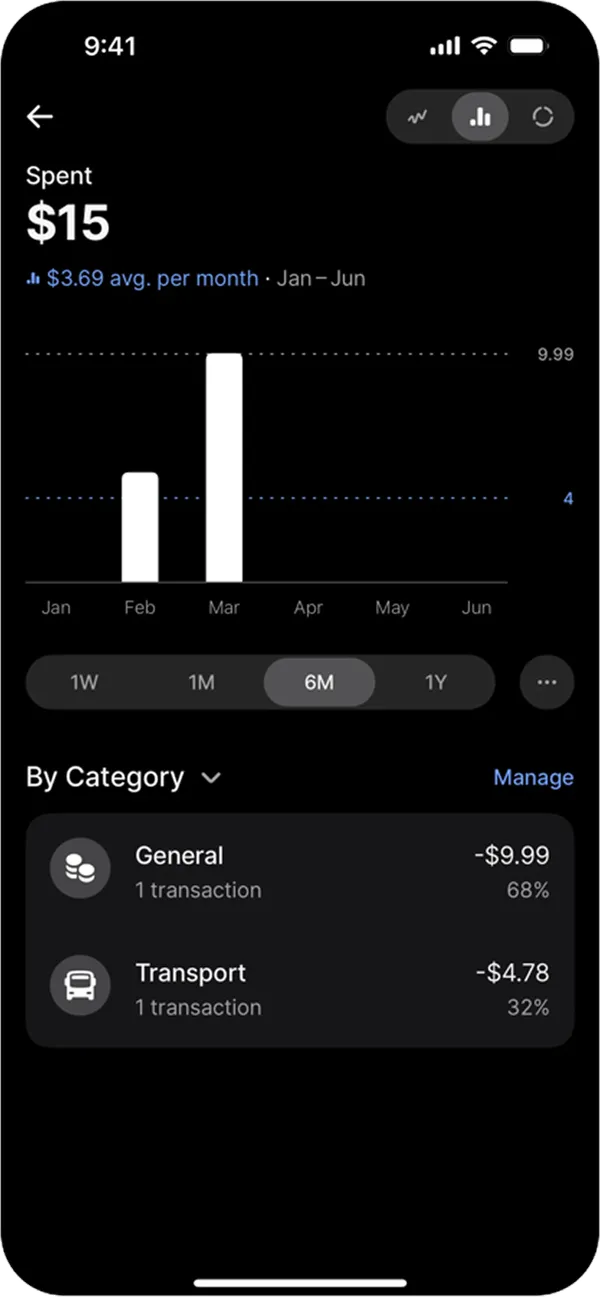 9:41
Spent
$15
$3.69 avg. per month · Jan – Jun
9.99
4
Jan Feb Mar Apr May Jun
1W 1M 6M 1Y ...
By Category Manage
General -$9.99
1 transaction 68%
Transport -$4.78
1 transaction 32%